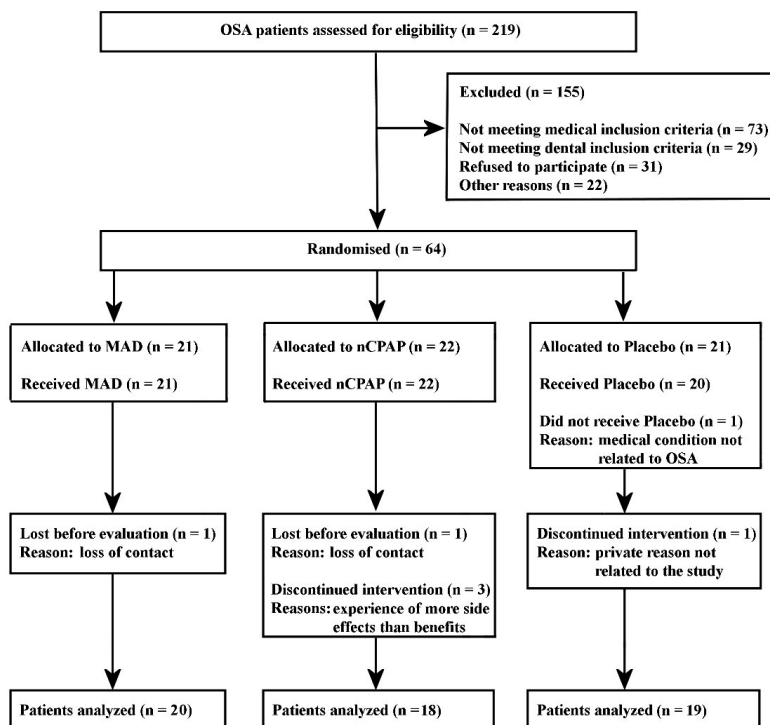 OSA patients assessed for eligibility (n = 219)
Excluded (n = 155)
Not meeting medical inclusion criteria (n = 73)
Not meeting dental inclusion criteria (n = 29)
Refused to participate (n = 31)
Other reasons (n = 22)
Randomised (n = 64)
Allocated to MAD (n = 21)
Received MAD (n = 21)
Allocated to nCPAP (n = 22)
Received nCPAP (n = 22)
Allocated to Placebo (n = 21)
Received Placebo (n = 20)
Did not receive Placebo (n = 1)
Reason: medical condition not
related to OSA
Lost before evaluation (n = 1)
Reason: loss of contact
Lost before evaluation (n = 1)
Reason: loss of contact
Discontinued intervention (n = 3)
Reasons: experience of more side
effects than benefits
Discontinued intervention (n = 1)
Reason: private reason not
related to the study
Patients analyzed (n = 20)
Patients analyzed (n =18)
Patients analyzed (n = 19)